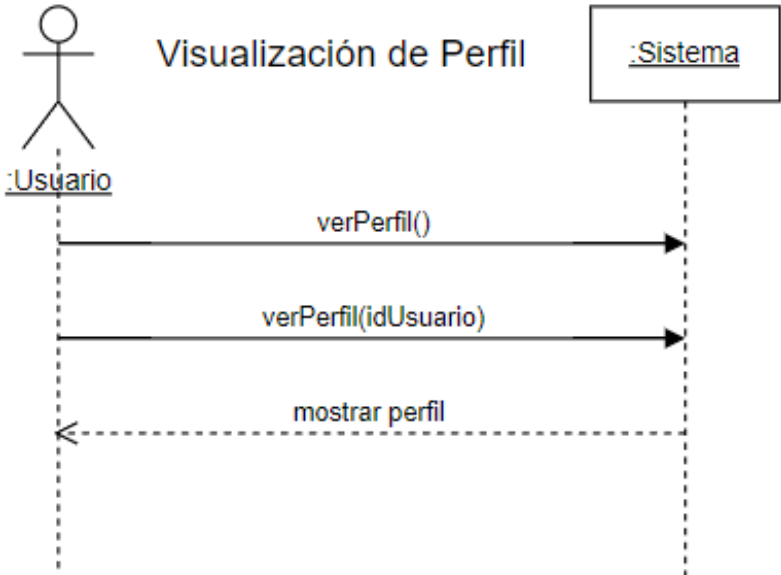 Visualización de Perfil
:Sistema
:Usuario
verPerfil()
verPerfil(idUsuario)
mostrar perfil